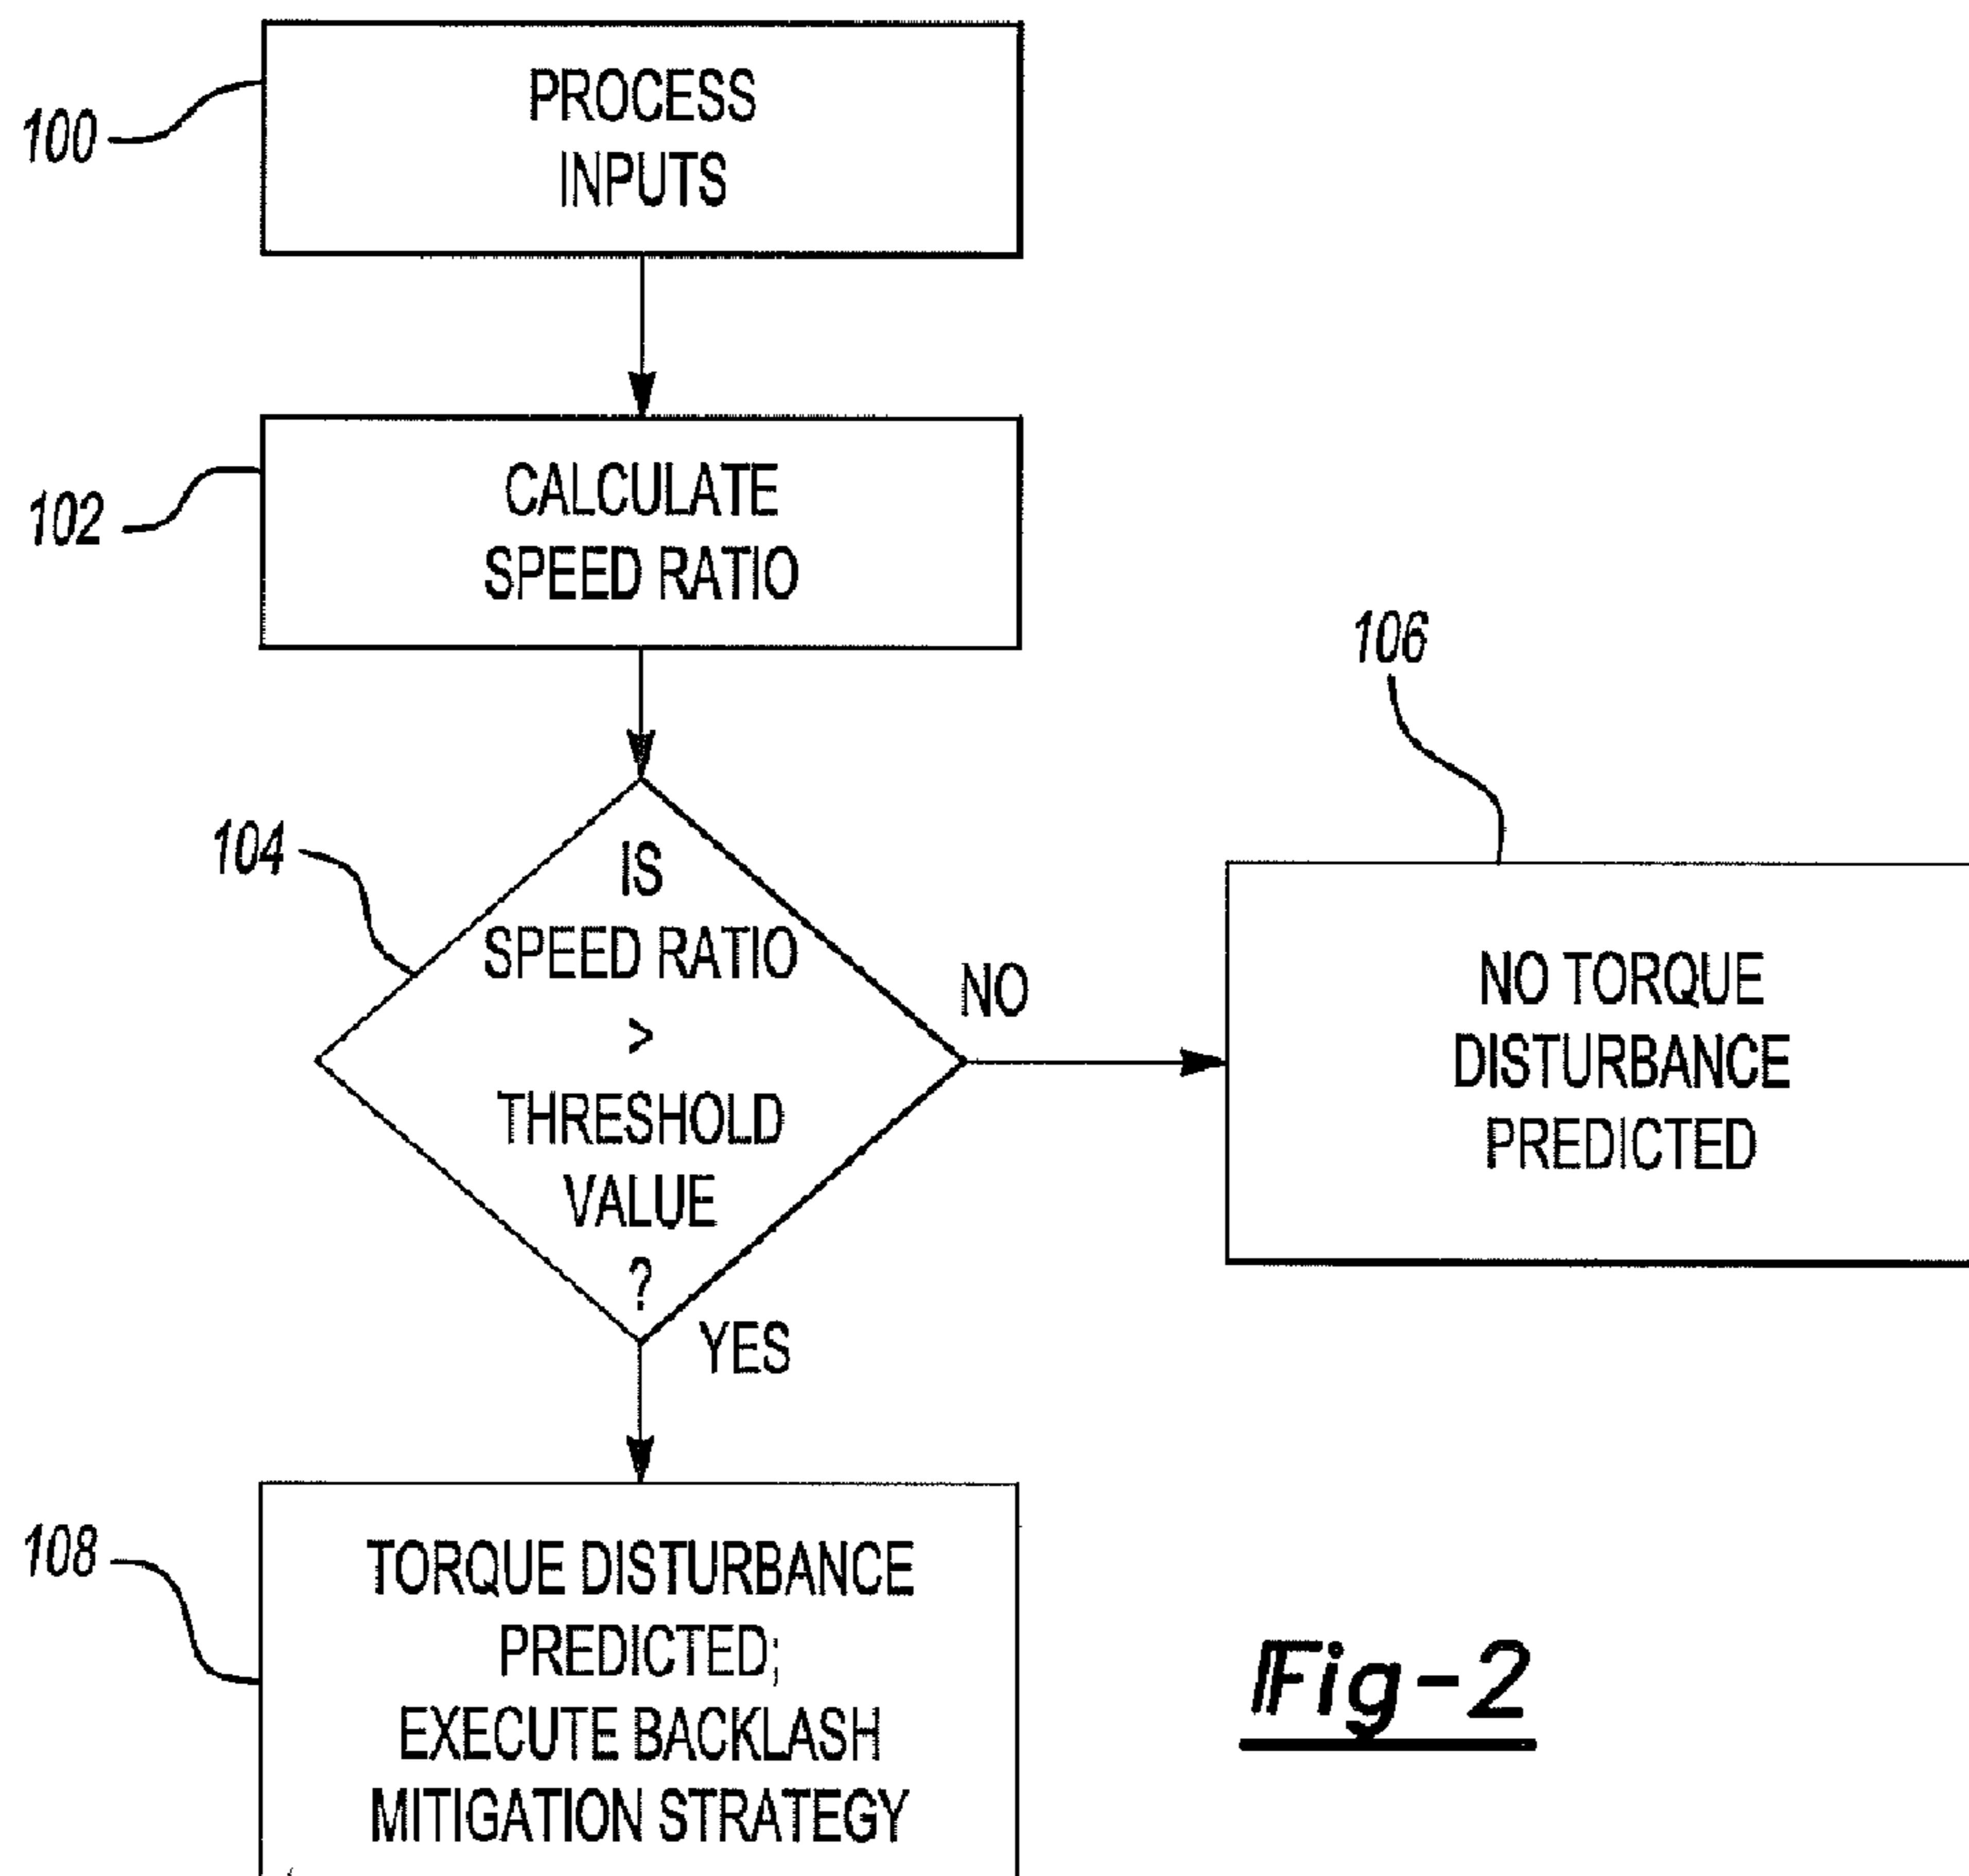 100
PROCESS
INPUTS
102
CALCULATE
SPEED RATIO
104
IS
SPEED RATIO
>
THRESHOLD
VALUE
?
NO
YES
106
NO TORQUE
DISTURBANCE
PREDICTED
108
TORQUE DISTURBANCE
PREDICTED;
EXECUTE BACKLASH
MITIGATION STRATEGY
Fig-2